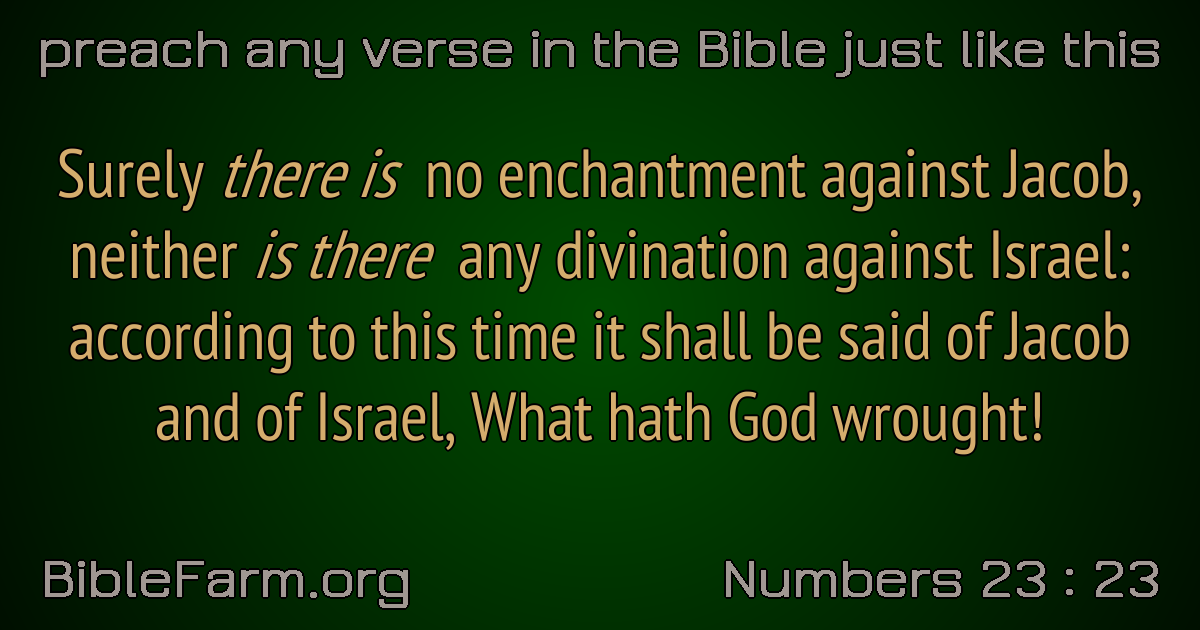 preach any verse in the Bible just like this
Surely there is no enchantment against Jacob,
neither is there any divination against Israel:
according to this time it shall be said of Jacob
and of Israel, What hath God wrought!
BibleFarm.org
Numbers 23 : 23